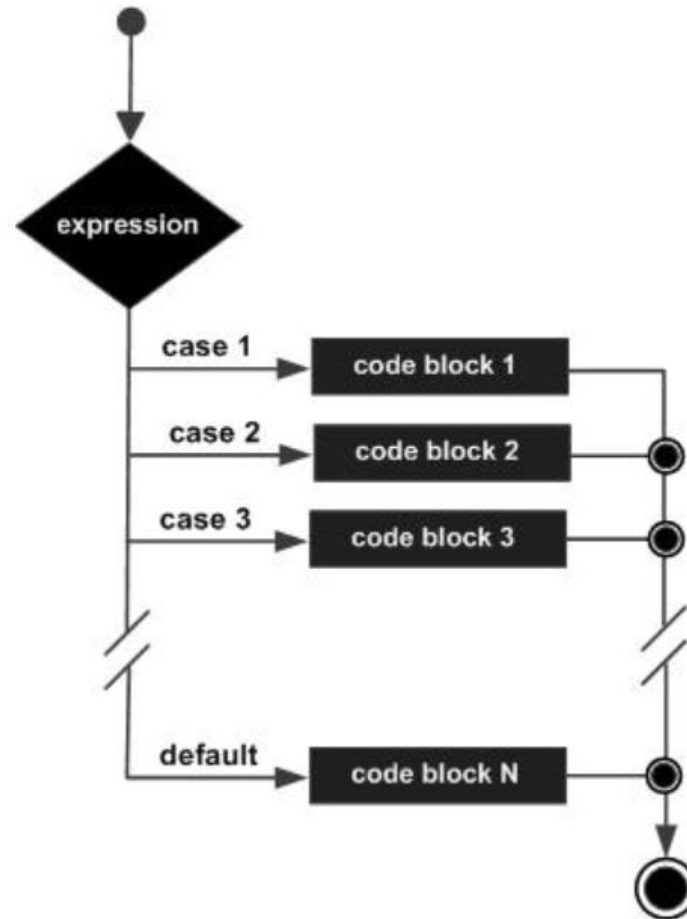 expression
case 1
code block 1
case 2
code block 2
case 3
code block 3
default
code block N